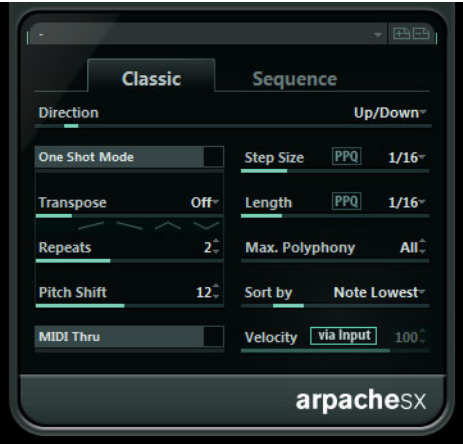 -
Classic Sequence
Direction Up/Down
One Shot Mode Step Size PPQ 1/16
Transpose Off Length PPQ 1/16
Repeats 2 Max. Polyphony All
Pitch Shift 12 Sort by Note Lowest
MIDI Thru Velocity via Input 100
arpacheSX